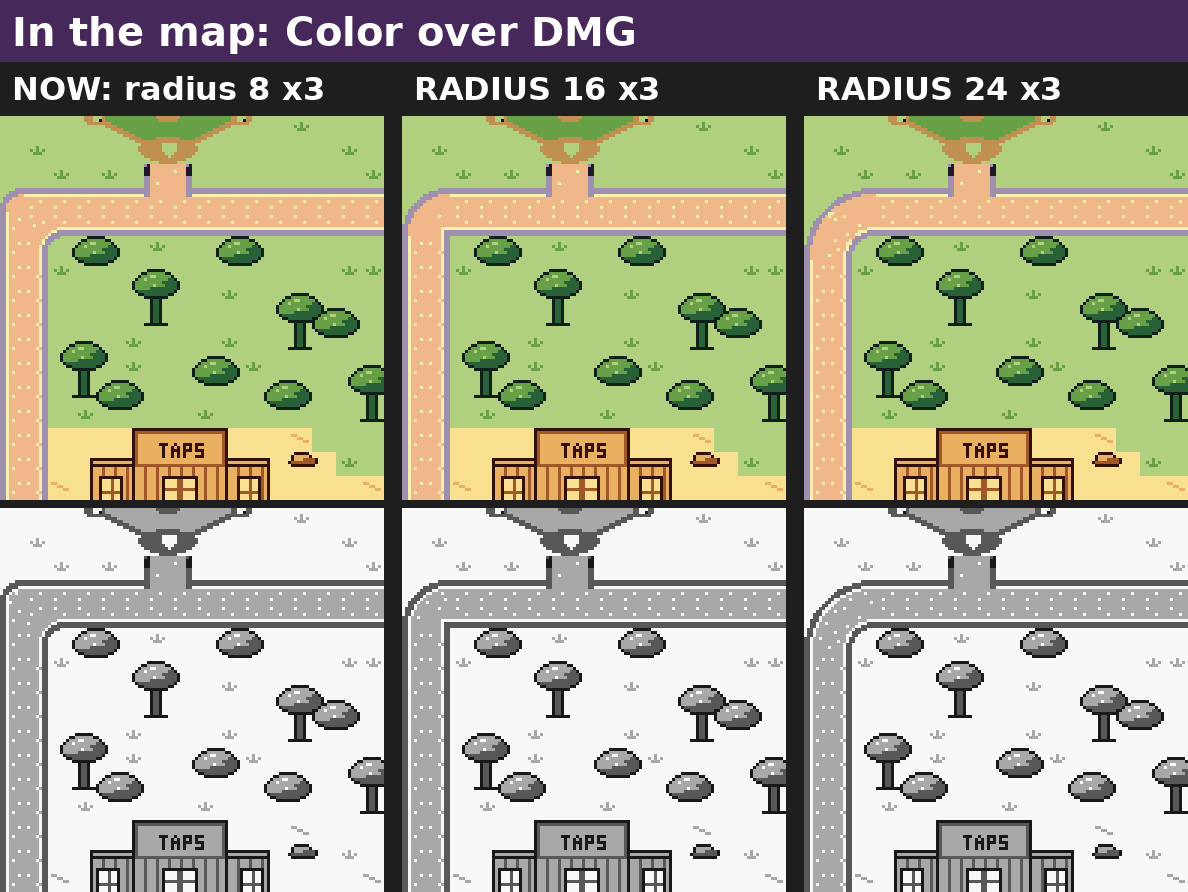 In the map: Color over DMG
NOW: radius 8 x3
RADIUS 16 x3
RADIUS 24 x3
TAPS
TAPS
TAPS
TAPS
TAPS
TAPS